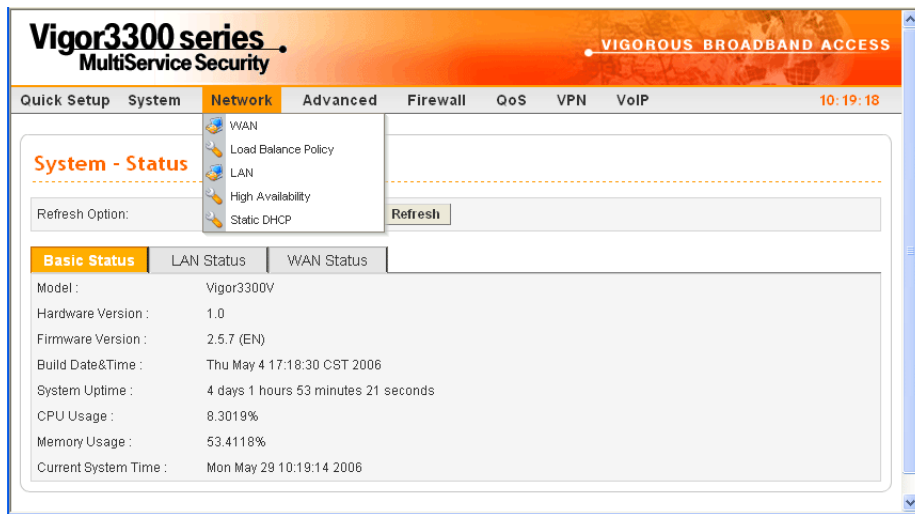 Vigor3300 series
MultiService Security
VIGOROUS BROADBAND ACCESS
Quick Setup System Network Advanced Firewall QoS VPN VoIP 10:19:18
WAN
Load Balance Policy
LAN
High Availability
Static DHCP
System - Status
Refresh Option: Refresh
Basic Status LAN Status WAN Status
Model : Vigor3300V
Hardware Version : 1.0
Firmware Version : 2.5.7 (EN)
Build Date&Time : Thu May 4 17:18:30 CST 2006
System Uptime : 4 days 1 hours 53 minutes 21 seconds
CPU Usage : 8.3019%
Memory Usage : 53.4118%
Current System Time : Mon May 29 10:19:14 2006